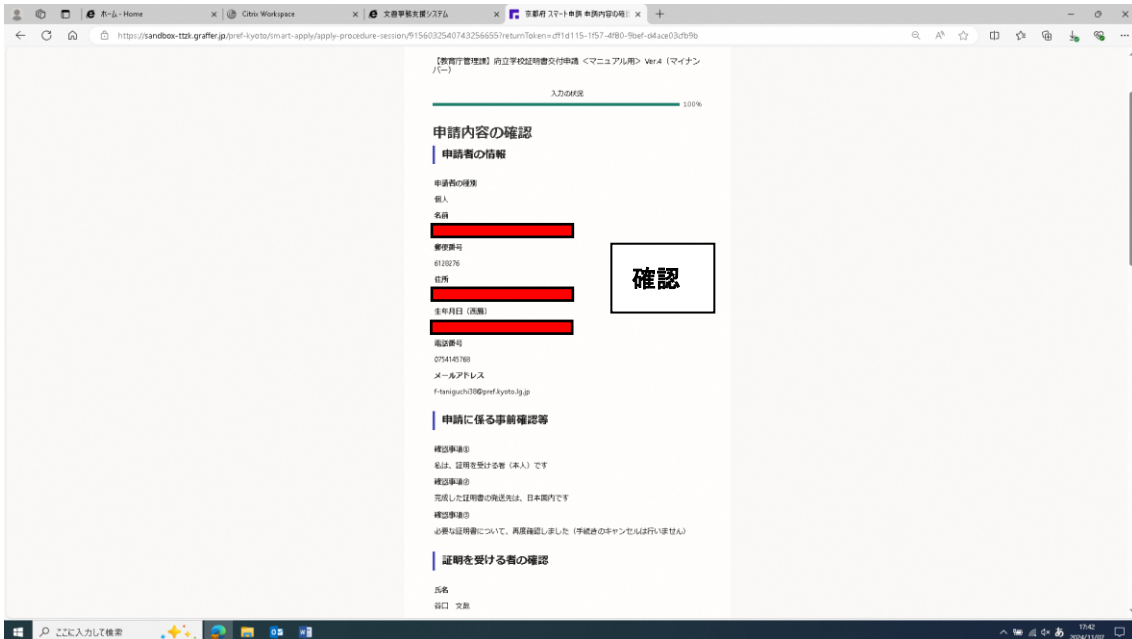 ホーム - Home
Citrix Workspace
文書事務支援システム
京都府 スマート申請 申請内容の確認
https://sandbox-ttzk.graffer.jp/pref-kyoto/smart-apply/apply-procedure-session/
【教育庁管理課】府立学校証明書交付申請 <マニュアル用> Ver.4（マイナン
バー）
入力の状況
100%
申請内容の確認
申請者の情報
申請者の種別
個人
名前
郵便番号
6120276
住所
確認
生年月日（西暦）
電話番号
0754145768
メールアドレス
f-taniguchi38@pref.kyoto.lg.jp
申請に係る事前確認等
確認事項①
私は、証明を受ける者（本人）です
確認事項②
完成した証明書の発送先は、日本国内です
確認事項③
必要な証明書について、再度確認しました（手続きのキャンセルは行いません）
証明を受ける者の確認
氏名
谷口
ここに入力して検索
あ
17:42
2024/11/07